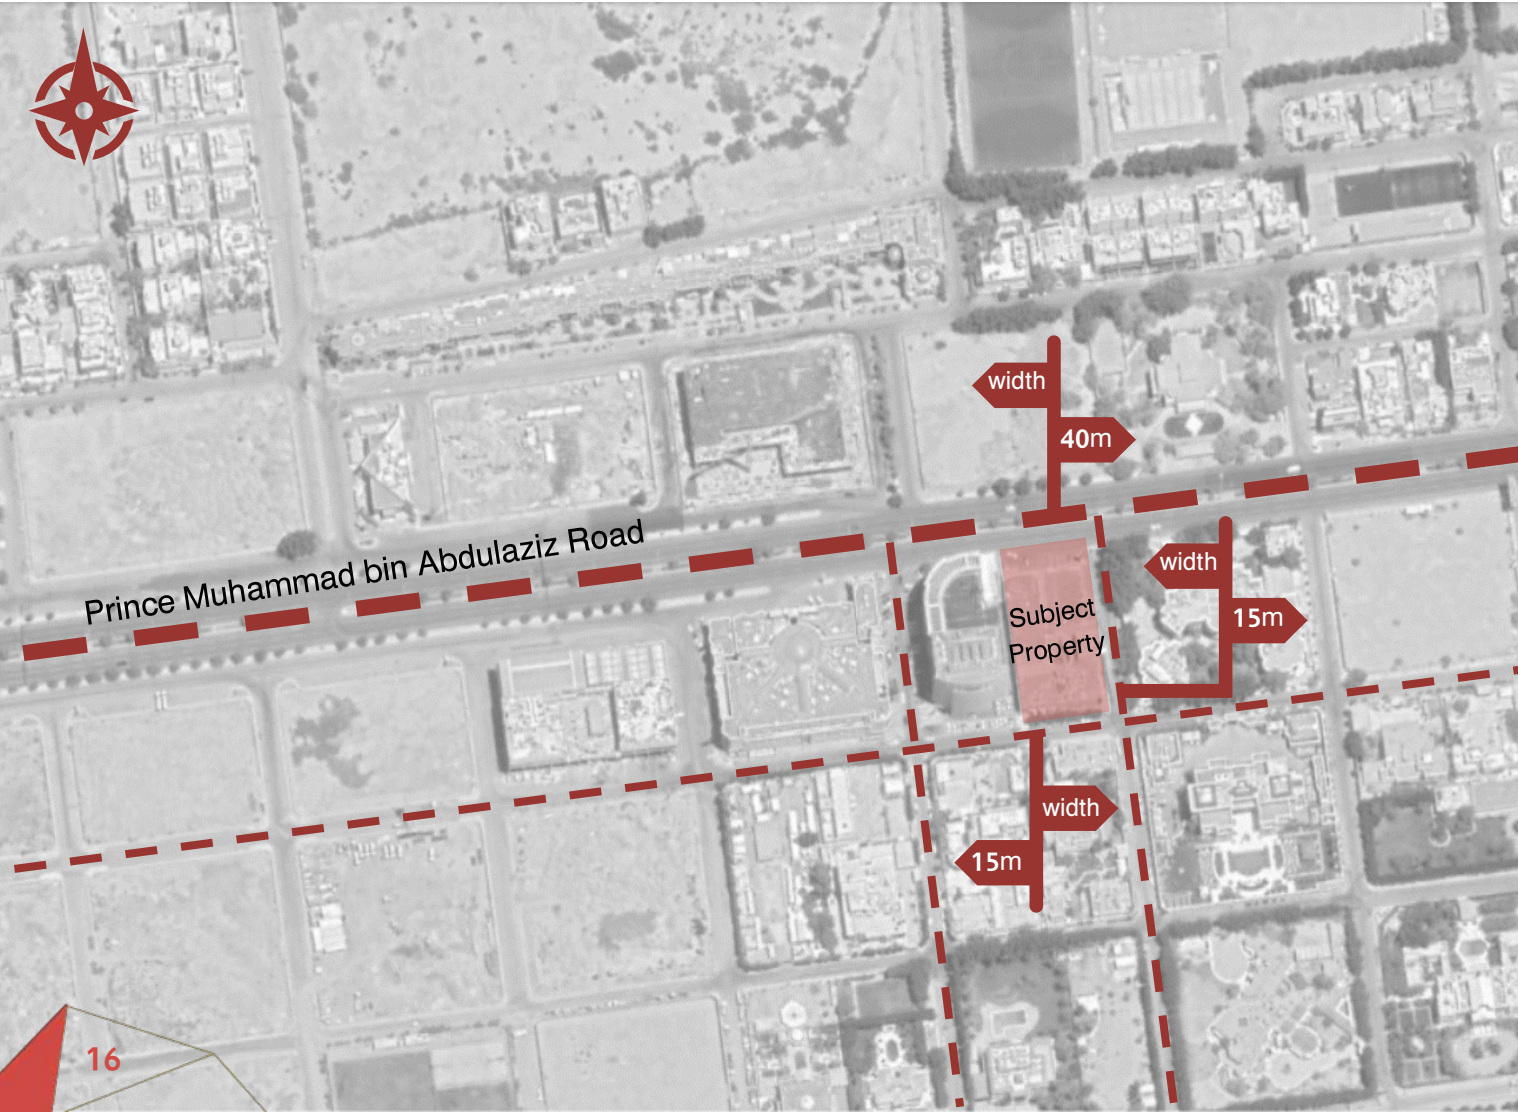 width
40m
Prince Muhammad bin Abdulaziz Road
width
15m
Subject
Property
width
15m
16